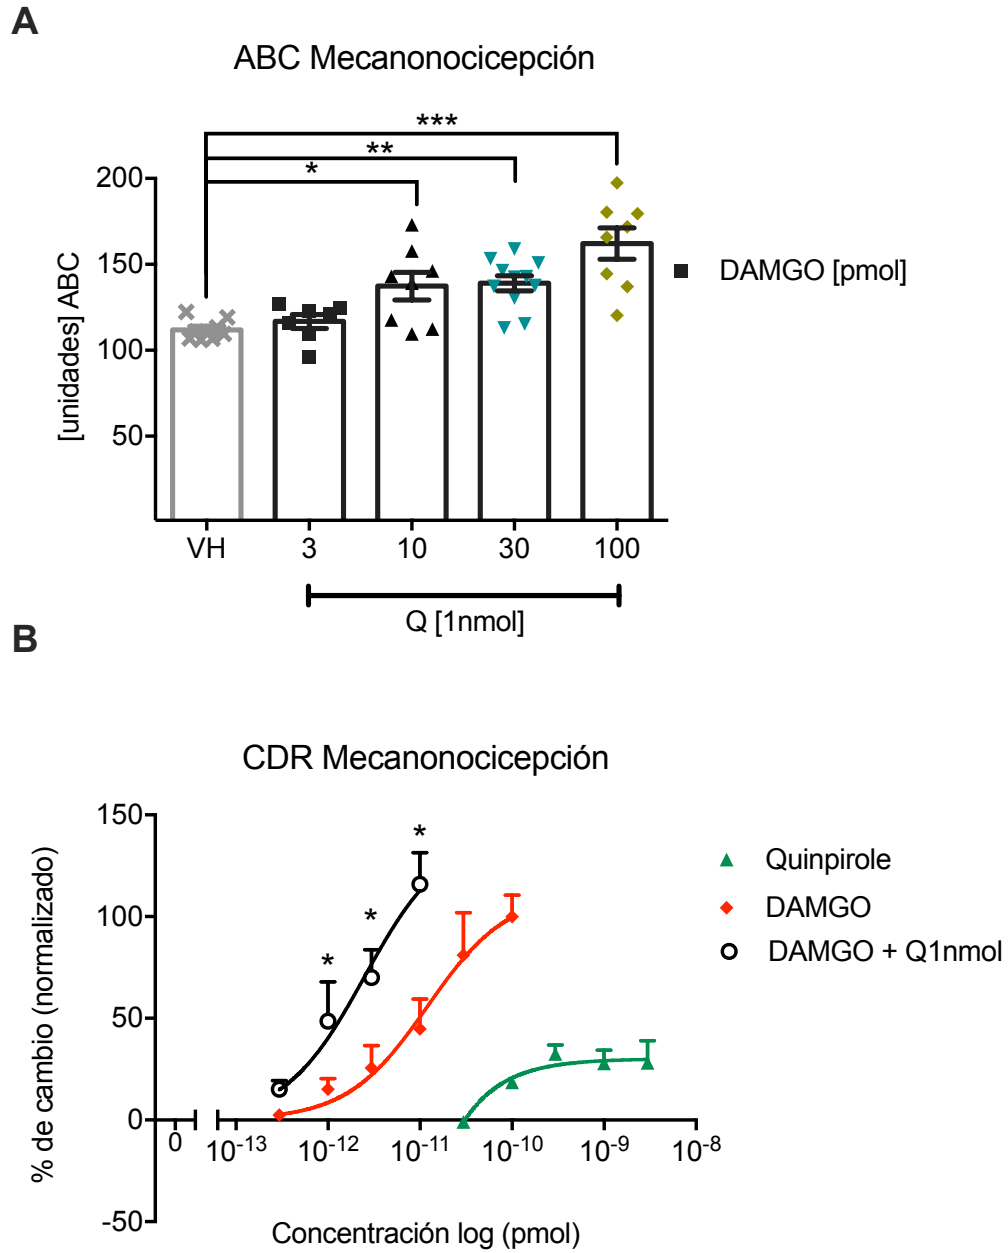 A
ABC Mecanonocicepción
***
**
*
200
150
100
50
[unidades] ABC
DAMGO [pmol]
VH 3 10 30 100
Q [1nmol]
B
CDR Mecanonocicepción
150
100
50
0
-50
% de cambio (normalizado)
* * *
Quinpirole
DAMGO
DAMGO + Q1nmol
0 10-13 10-12 10-11 10-10 10-9 10-8
Concentración log (pmol)